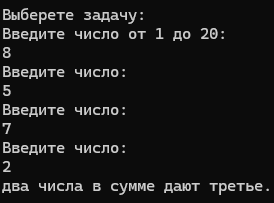 Выберете задачу:
Введите число от 1 до 20:
8
Введите число:
5
Введите число:
7
Введите число:
2
два числа в сумме дают третье.